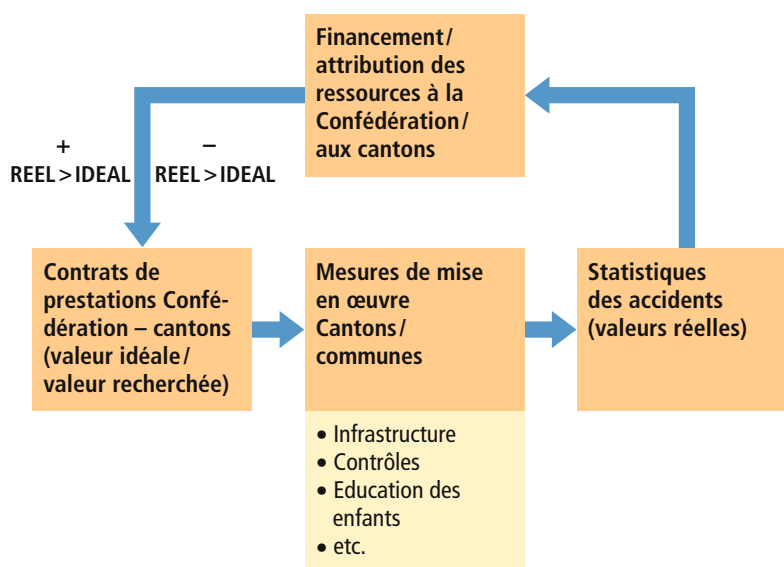 Financement/
attribution des
ressources à la
Confédération/
aux cantons
+
REEL>IDEAL
–
REEL>IDEAL
Contrats de
prestations Confé-
dération – cantons
(valeur idéale/
valeur recherchée)
Mesures de mise
en œuvre
Cantons/
communes
• Infrastructure
• Contrôles
• Education des
enfants
• etc.
Statistiques
des accidents
(valeurs réelles)